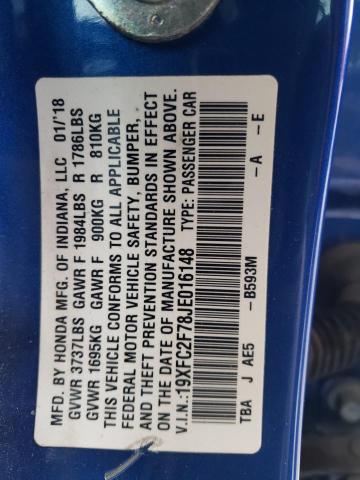 MFD. BY HONDA MFG. OF INDIANA, LLC 01/'18
GVWR 3737LBS GAWR F 1984LBS R 1786LBS
GVWR 1695KG GAWR F 900KG R 810KG
THIS VEHICLE CONFORMS TO ALL APPLICABLE
FEDERAL MOTOR VEHICLE SAFETY, BUMPER,
AND THEFT PREVENTION STANDARDS IN EFFECT
ON THE DATE OF MANUFACTURE SHOWN ABOVE.
V.I.N.:19XFC2F78JE016148 TYPE: PASSENGER CAR
TBA J AE5 -B593M -A -E